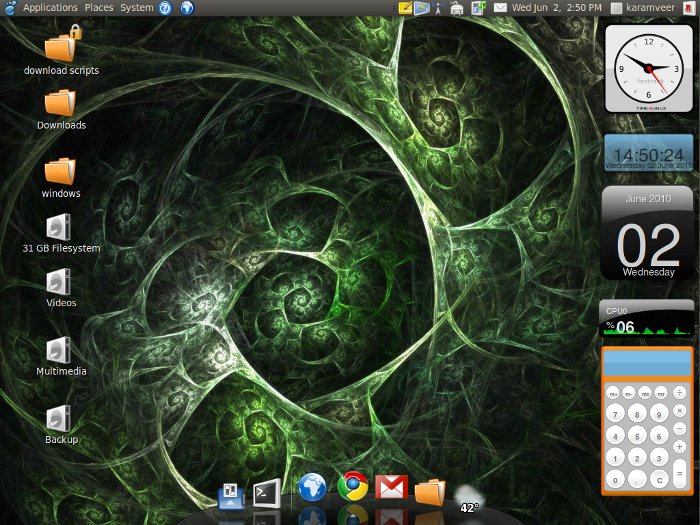 Applications Places System
Wed Jun 2, 2:50 PM
karamveer
download scripts
Downloads
windows
31 GB Filesystem
Videos
Multimedia
Backup
12
9 3
6
TIME4LINUX
14:50:24
Wednesday 02 June 2010
June 2010
02
Wednesday
CPU0
% 06
m+ m- mc mr ÷
7 8 9 ×
4 5 6 −
1 2 3 +
0 . C =
42°